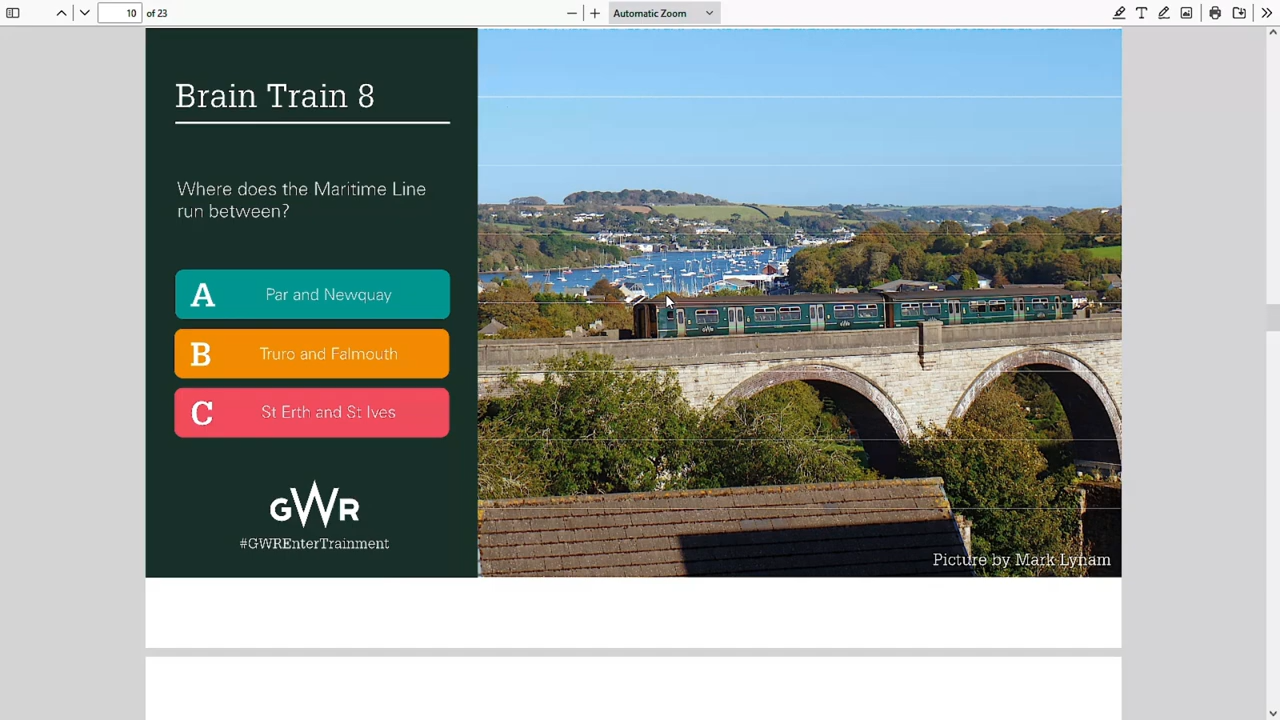 10 of 23
Automatic Zoom
Brain Train 8
Where does the Maritime Line
run between?
A Par and Newquay
B Truro and Falmouth
C St Erth and St Ives
GWR
#GWREnterTrainment
Picture by Mark Lynam